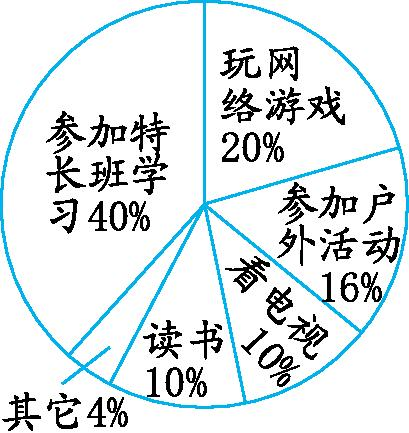 玩网
络游戏
20%
参加特
长班学
习40%
参加户
外活动
16%
看电视
10%
读书
10%
其它4%